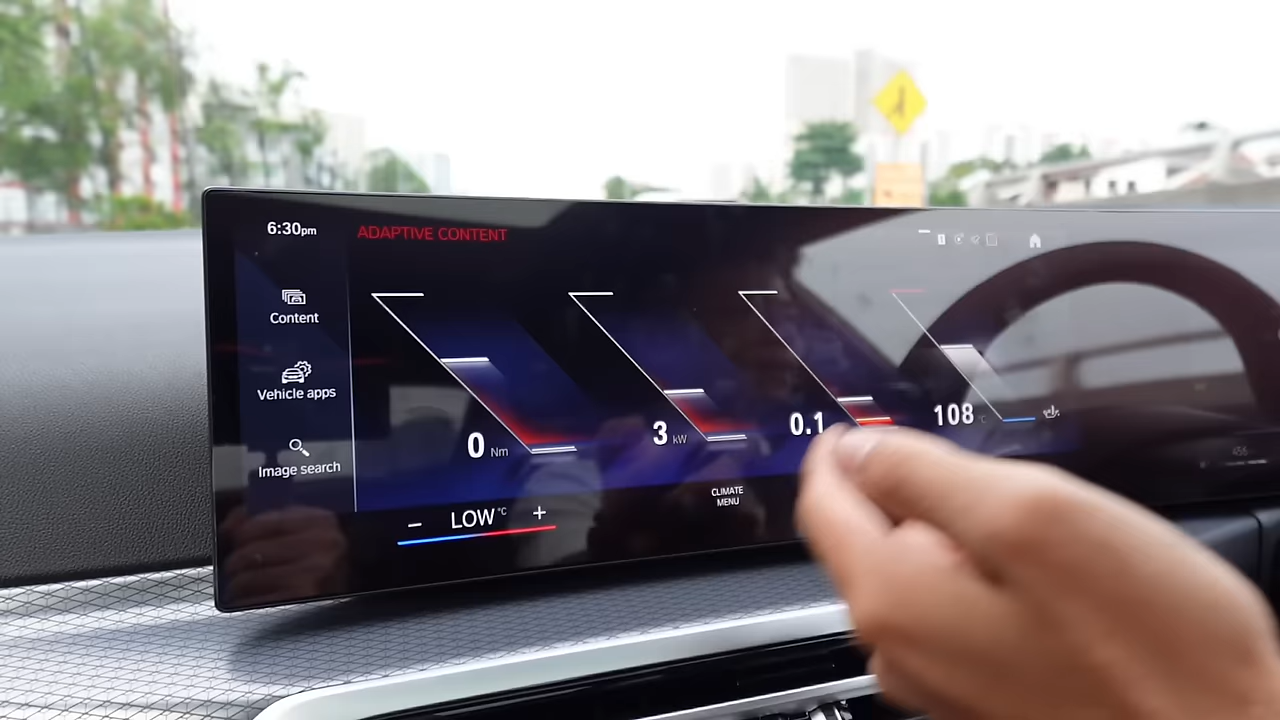 6:30pm
ADAPTIVE CONTENT
Content
Vehicle apps
Image search
0 Nm
3 kW
0.1
108 °C
− LOW °C +
CLIMATE
MENU
456